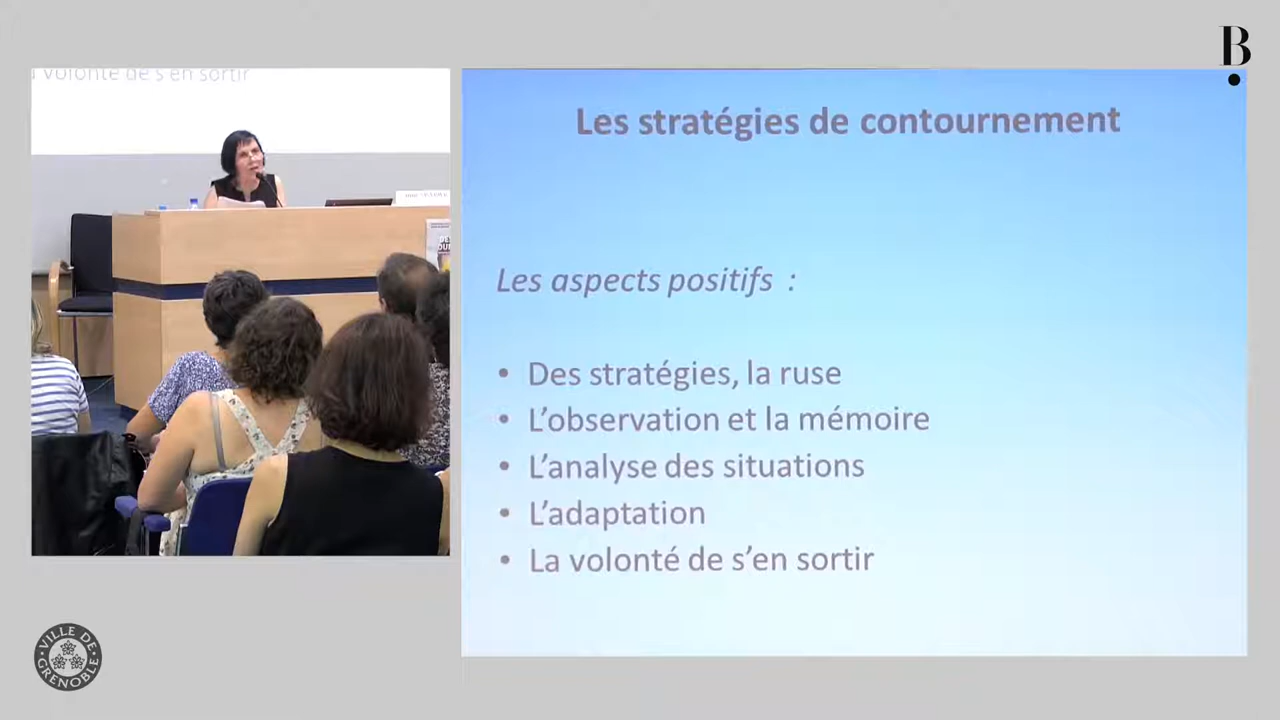 volonté de s'en sortir
B
Les stratégies de contournement
Les aspects positifs :
• Des stratégies, la ruse
• L'observation et la mémoire
• L'analyse des situations
• L'adaptation
• La volonté de s'en sortir
VILLE DE
GRENOBLE